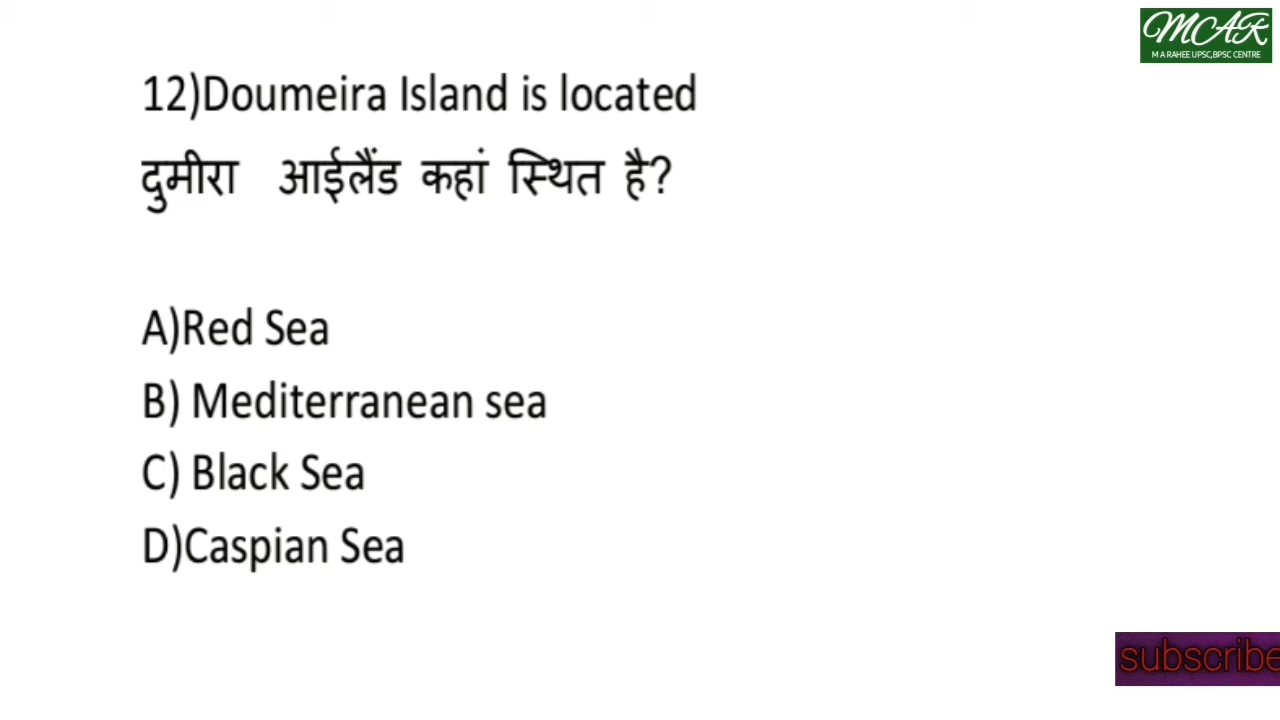 MCAR
M A RAHEE UPSC,BPSC CENTRE
12)Doumeira Island is located
दुमीरा आईलैंड कहां स्थित है?
A)Red Sea
B) Mediterranean sea
C) Black Sea
D)Caspian Sea
subscribe